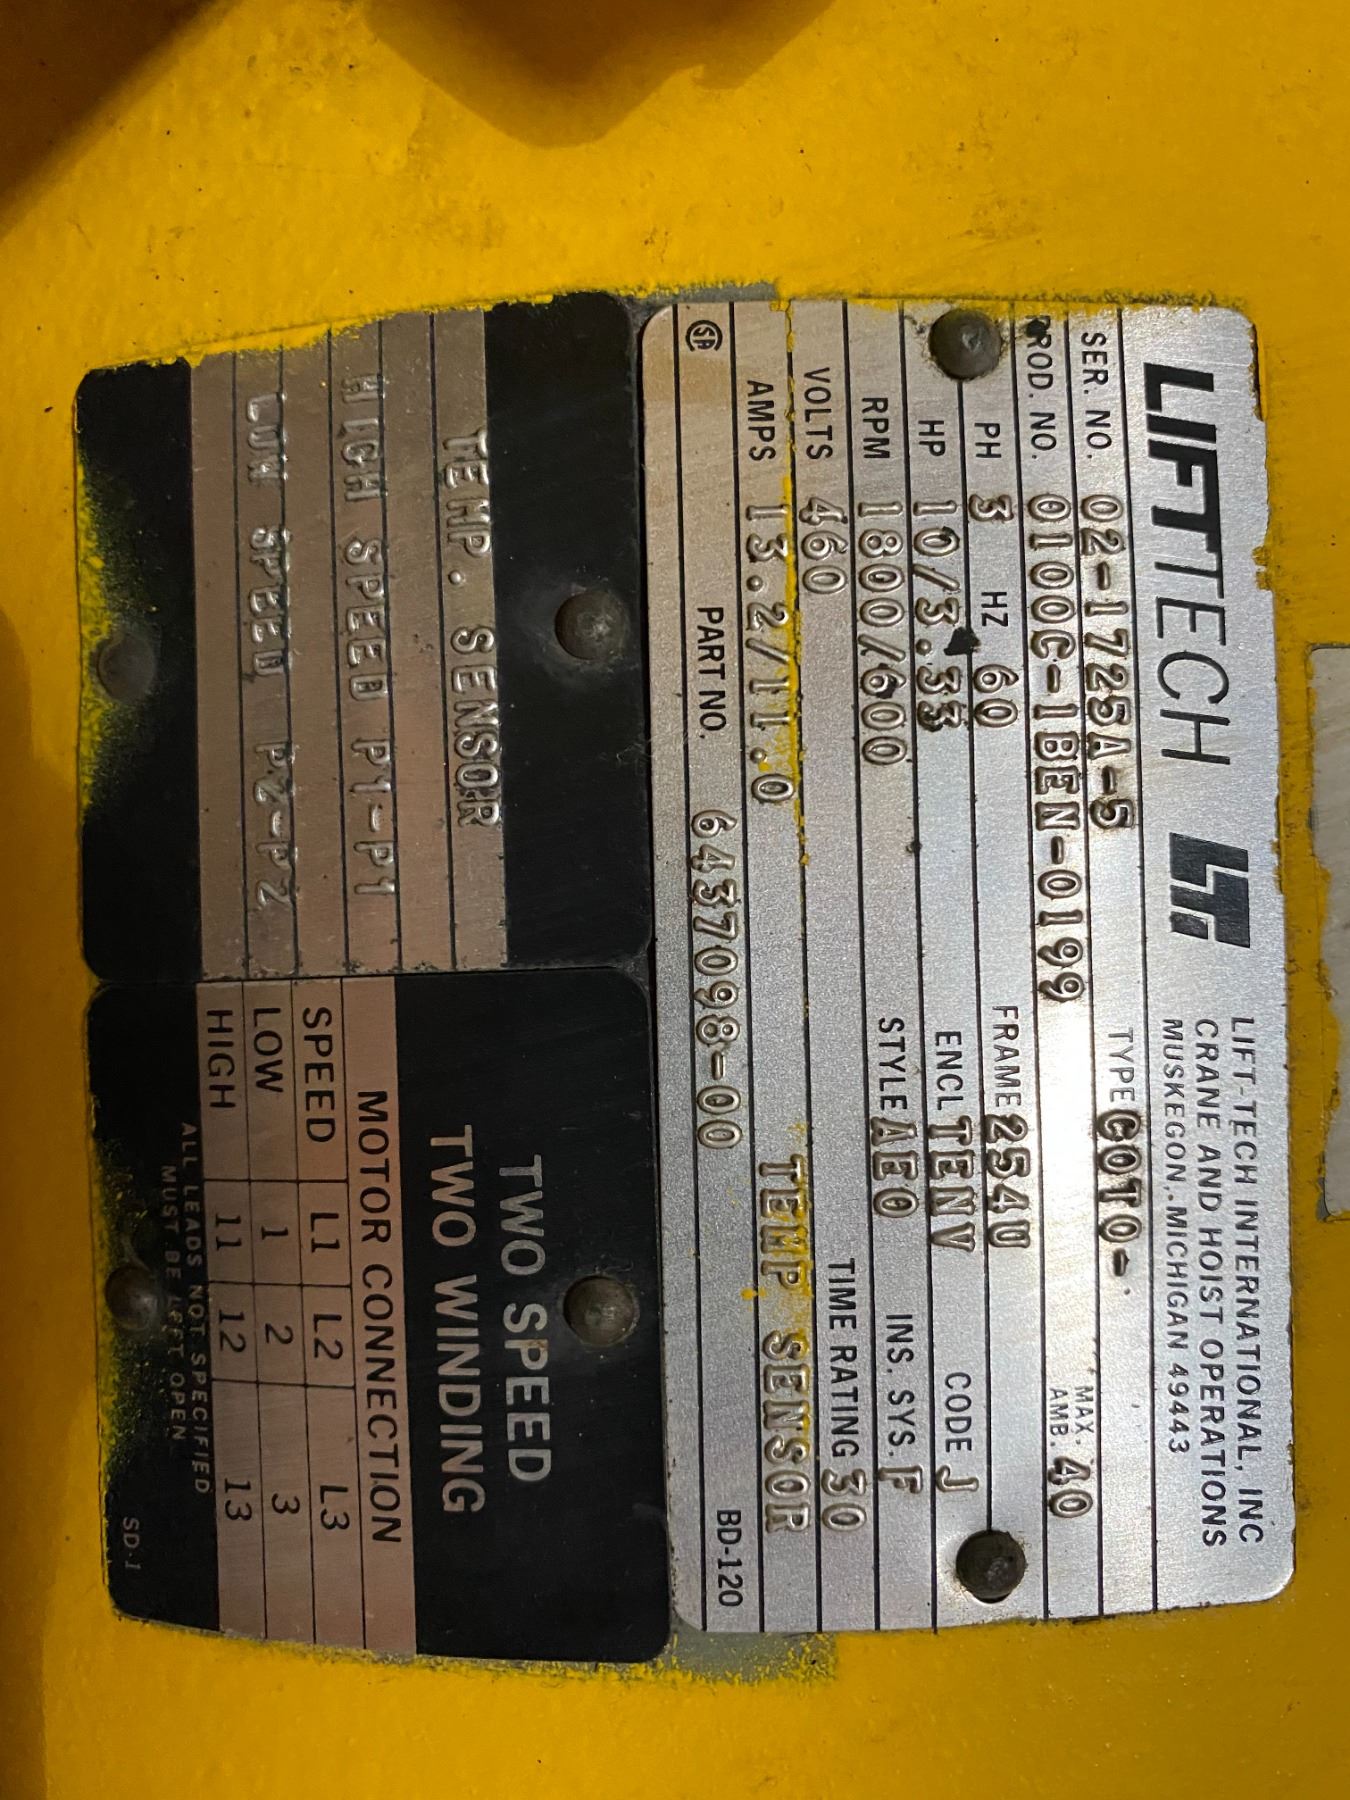 LIFTTECH
LIFT-TECH INTERNATIONAL, INC
CRANE AND HOIST OPERATIONS
MUSKEGON, MICHIGAN 49443
SER. NO. 02-1725A-5 TYPE C0T0-
PROD. NO. 0100C-1BEN-0199 MAX. AMB. 40
PH 3 HZ 60 FRAME 254U
HP 10/3.33 ENCL TENV CODE J
RPM 1800/600 STYLE AE0 INS. SYS. F
VOLTS 460 TIME RATING 30
AMPS 13.2/11.0 TEMP SENSOR
SA PART NO. 6437098-00 BD-120
TEMP. SENSOR
HIGH SPEED P1-P1
LOW SPEED P2-P2
TWO SPEED
TWO WINDING
MOTOR CONNECTION
SPEED L1 L2 L3
LOW 1 2 3
HIGH 11 12 13
ALL LEADS NOT SPECIFIED
MUST BE LEFT OPEN
SD-1